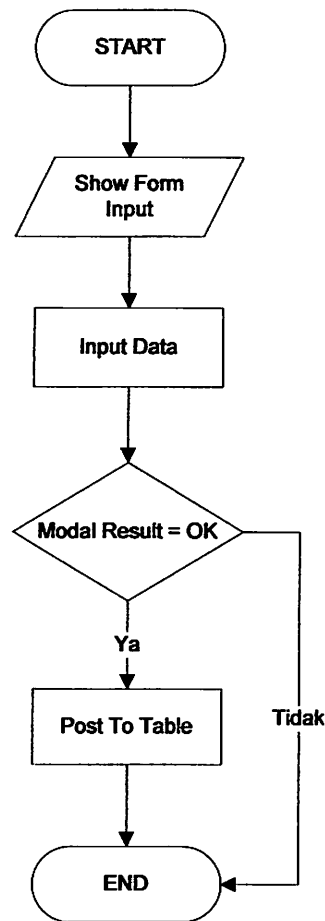 START
Show Form
Input
Input Data
Modal Result = OK
Ya
Post To Table
Tidak
END